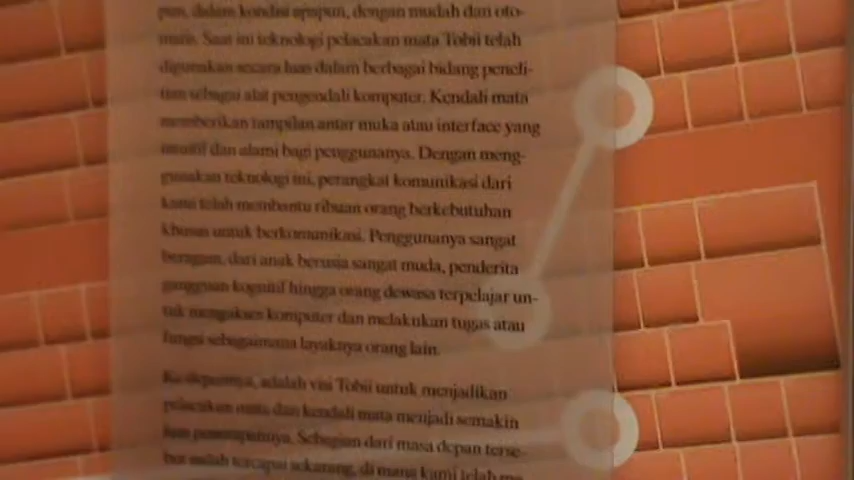 pun, dalam kondisi apapun, dengan mudah dan oto-
matis. Saat ini teknologi pelacakan mata Tobii telah
digunakan secara luas dalam berbagai bidang peneli-
tian sebagai alat pengendali komputer. Kendali mata
memberikan tampilan antar muka atau interface yang
intuitif dan alami bagi penggunanya. Dengan meng-
gunakan teknologi ini, perangkat komunikasi dari
kami telah membantu ribuan orang berkebutuhan
khusus untuk berkomunikasi. Penggunanya sangat
beragam, dari anak berusia sangat muda, penderita
gangguan kognitif hingga orang dewasa terpelajar un-
tuk mengakses komputer dan melakukan tugas atau
fungsi sebagaimana layaknya orang lain.
Kedepannya, adalah visi Tobii untuk menjadikan
pelacakan mata dan kendali mata menjadi semakin
luas penerapannya. Sebagian dari masa depan terse-
but sudah tercapai sekarang, di mana kami telah